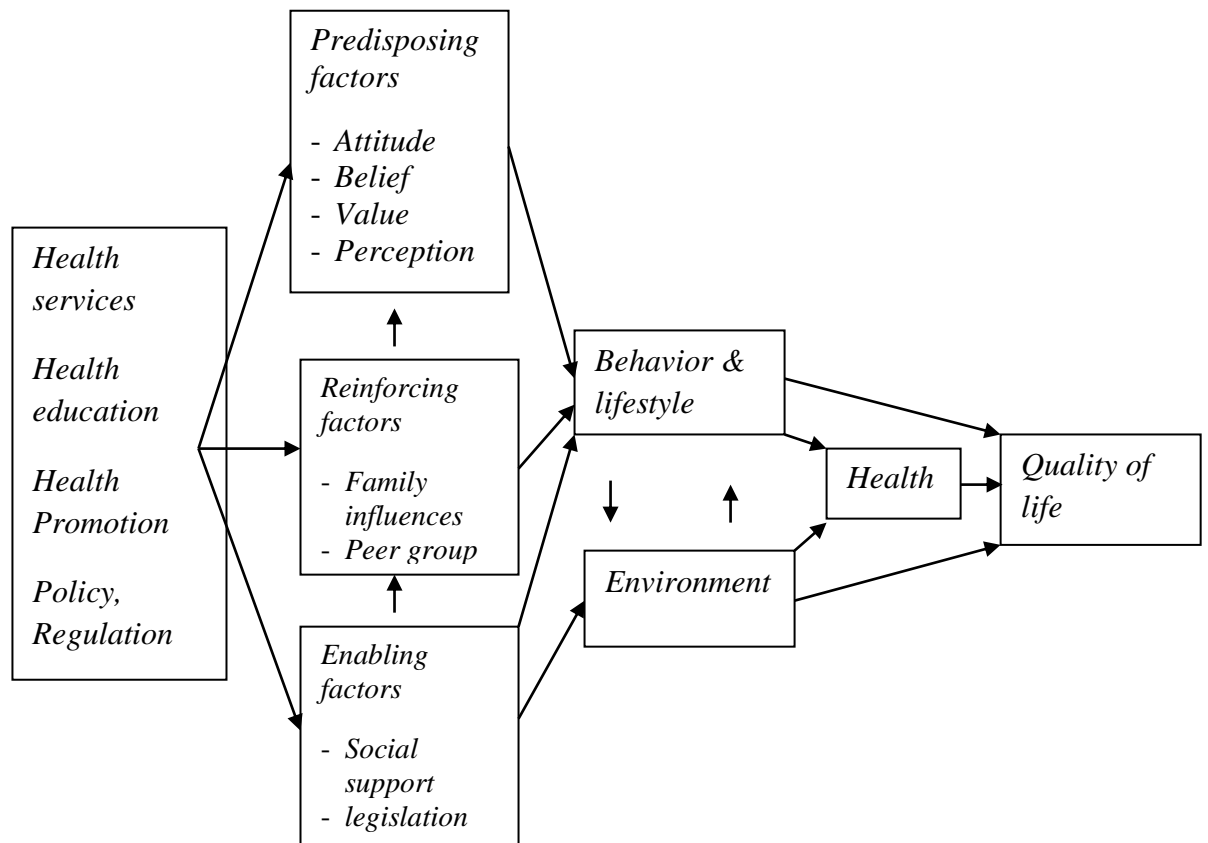 Health
services
Health
education
Health
Promotion
Policy,
Regulation
Predisposing
factors
- Attitude
- Belief
- Value
- Perception
Reinforcing
factors
- Family
influences
- Peer group
Enabling
factors
- Social
support
- legislation
Behavior &
lifestyle
Environment
Health
Quality of
life